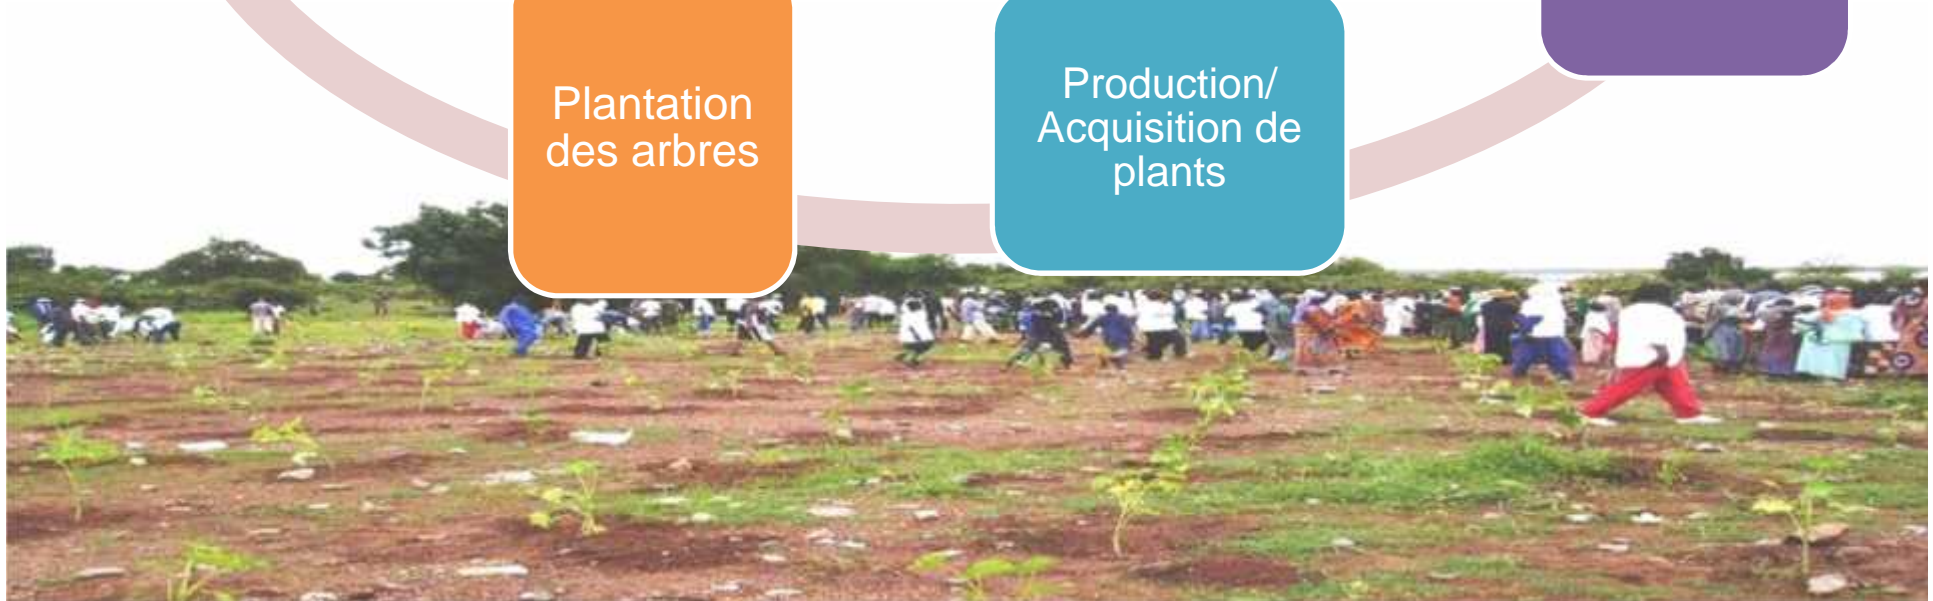 Plantation
des arbres
Production/
Acquisition de
plants